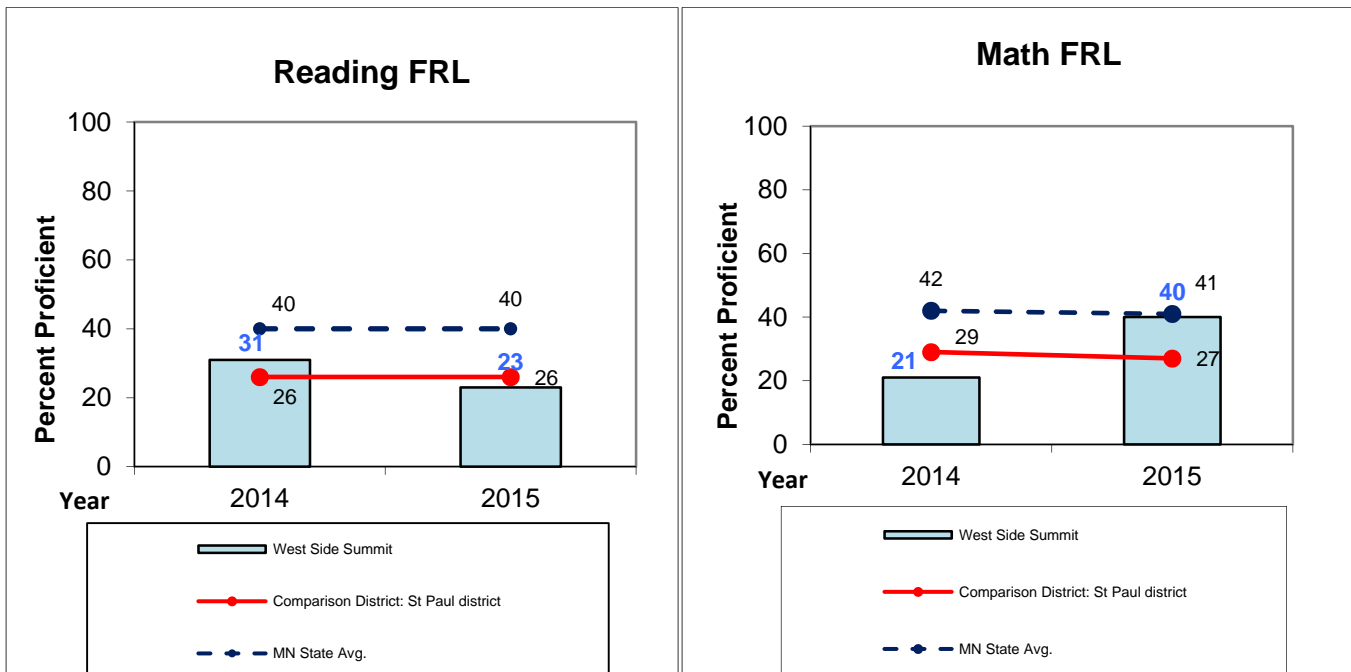 Reading FRL
Percent Proficient
100
80
60
40
20
0
40
40
31
23
26
26
Year
2014
2015
West Side Summit
Comparison District: St Paul district
MN State Avg.
Math FRL
Percent Proficient
100
80
60
40
20
0
42
40
41
29
21
27
Year
2014
2015
West Side Summit
Comparison District: St Paul district
MN State Avg.